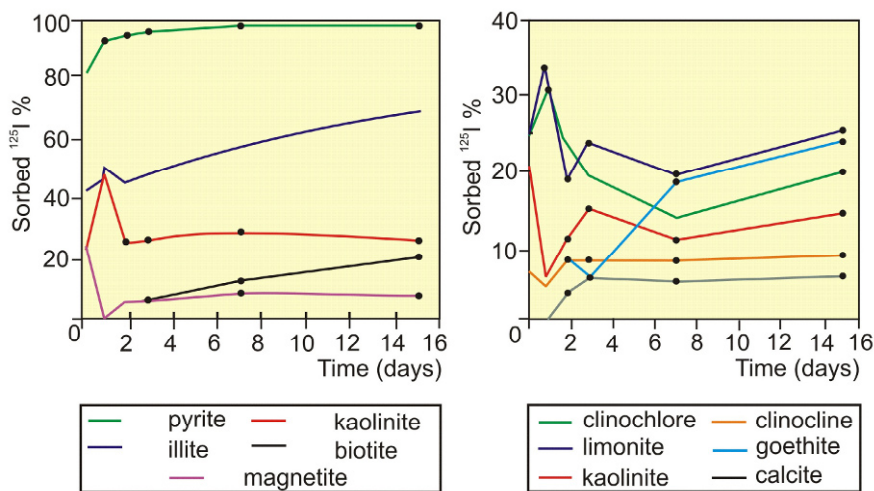 100
80
60
40
20
0
Sorbed ¹²⁵I %
2 4 6 8 10 12 14 16
Time (days)
pyrite kaolinite
illite biotite
magnetite
40
30
20
10
0
Sorbed ¹²⁵I %
2 4 6 8 10 12 14 16
Time (days)
clinochlore clinocline
limonite goethite
kaolinite calcite